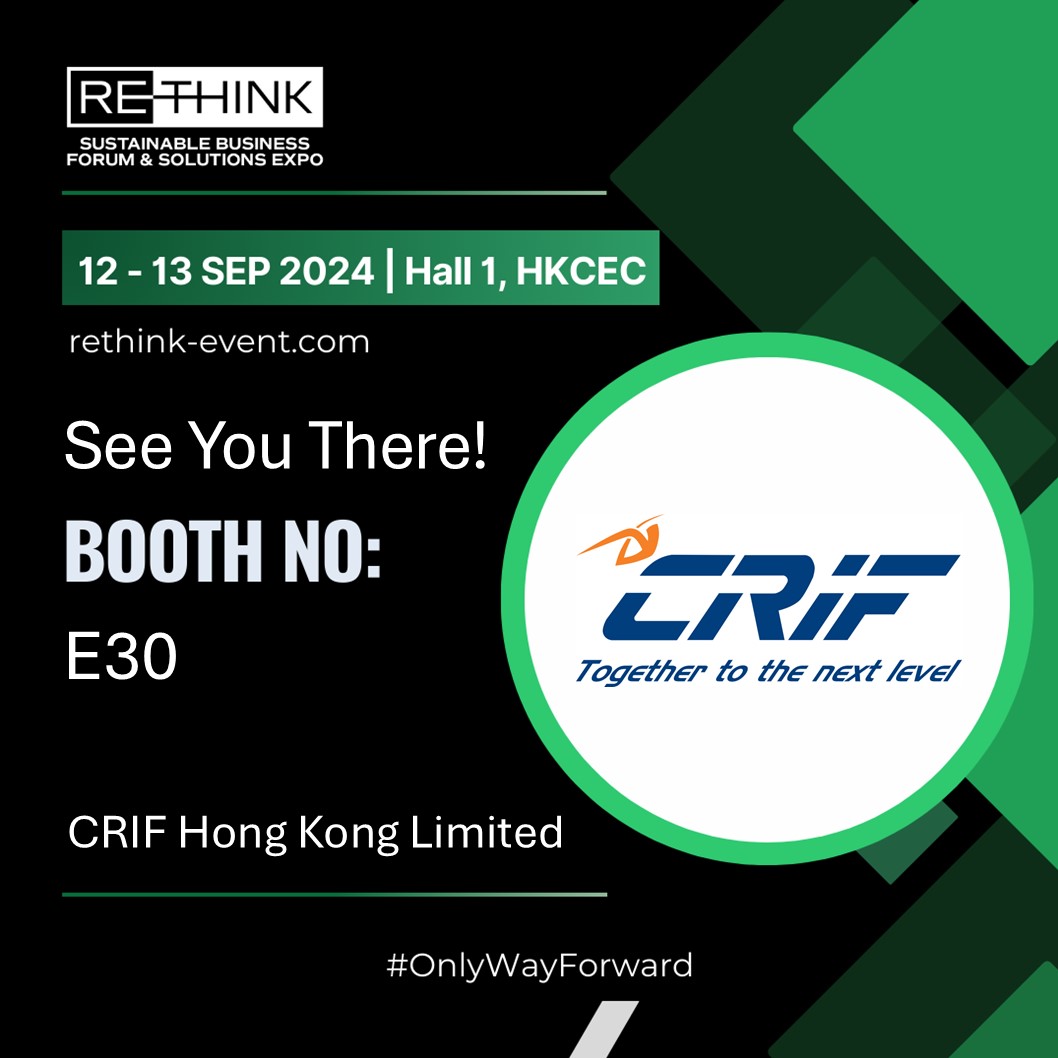 RETHINK
SUSTAINABLE BUSINESS
FORUM & SOLUTIONS EXPO
12 - 13 SEP 2024 | Hall 1, HKCEC
rethink-event.com
See You There!
BOOTH NO:
E30
CRIF
Together to the next level
CRIF Hong Kong Limited
#OnlyWayForward